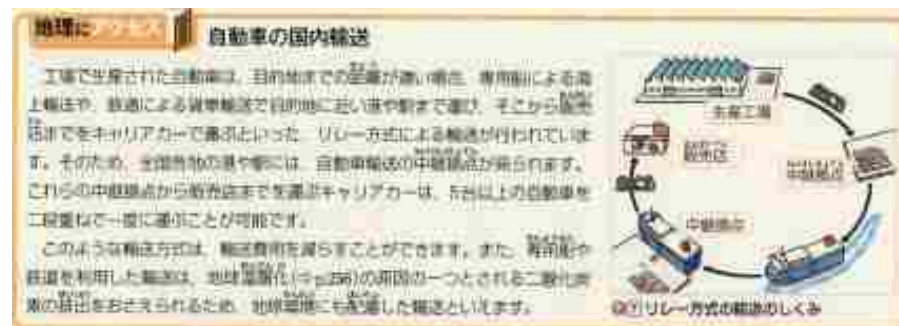 地理にアクセス
自動車の国内輸送
工場で生産された自動車は、目的地までの距離が遠い場合、専用船による海
上輸送や、鉄道による貨車輸送で目的地に近い港や駅まで運び、そこから販売
店までをキャリアカーで運ぶといった、リレー方式による輸送が行われていま
す。そのため、全国各地の港や駅には、自動車輸送の中継拠点が見られます。
これらの中継拠点から販売店までを運ぶキャリアカーは、5台以上の自動車を
二段重ねで一度に運ぶことが可能です。
このような輸送方式は、輸送費用を減らすことができます。また、専用船や
鉄道を利用した輸送は、地球温暖化(⇨p.256)の原因の一つとされる二酸化炭
素の排出をおさえられるため、地球環境にも配慮した輸送といえます。
生産工場
販売店
中継拠点
中継拠点
リレー方式の輸送のしくみ